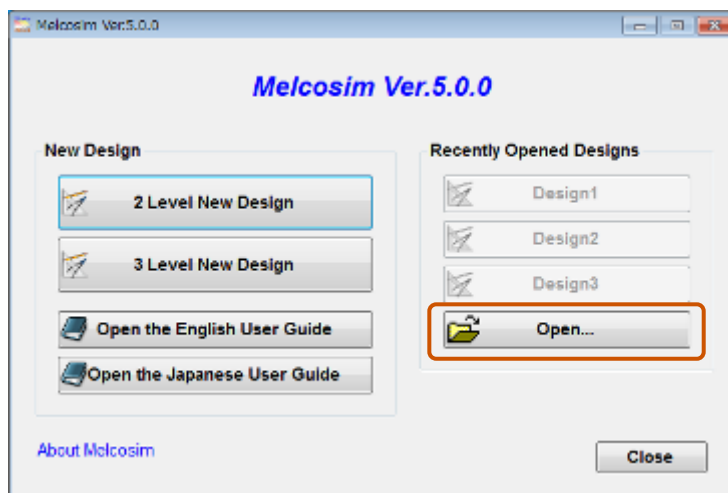 Melcosim Ver.5.0.0
Melcosim Ver.5.0.0
New Design
2 Level New Design
3 Level New Design
Open the English User Guide
Open the Japanese User Guide
Recently Opened Designs
Design1
Design2
Design3
Open...
About Melcosim
Close